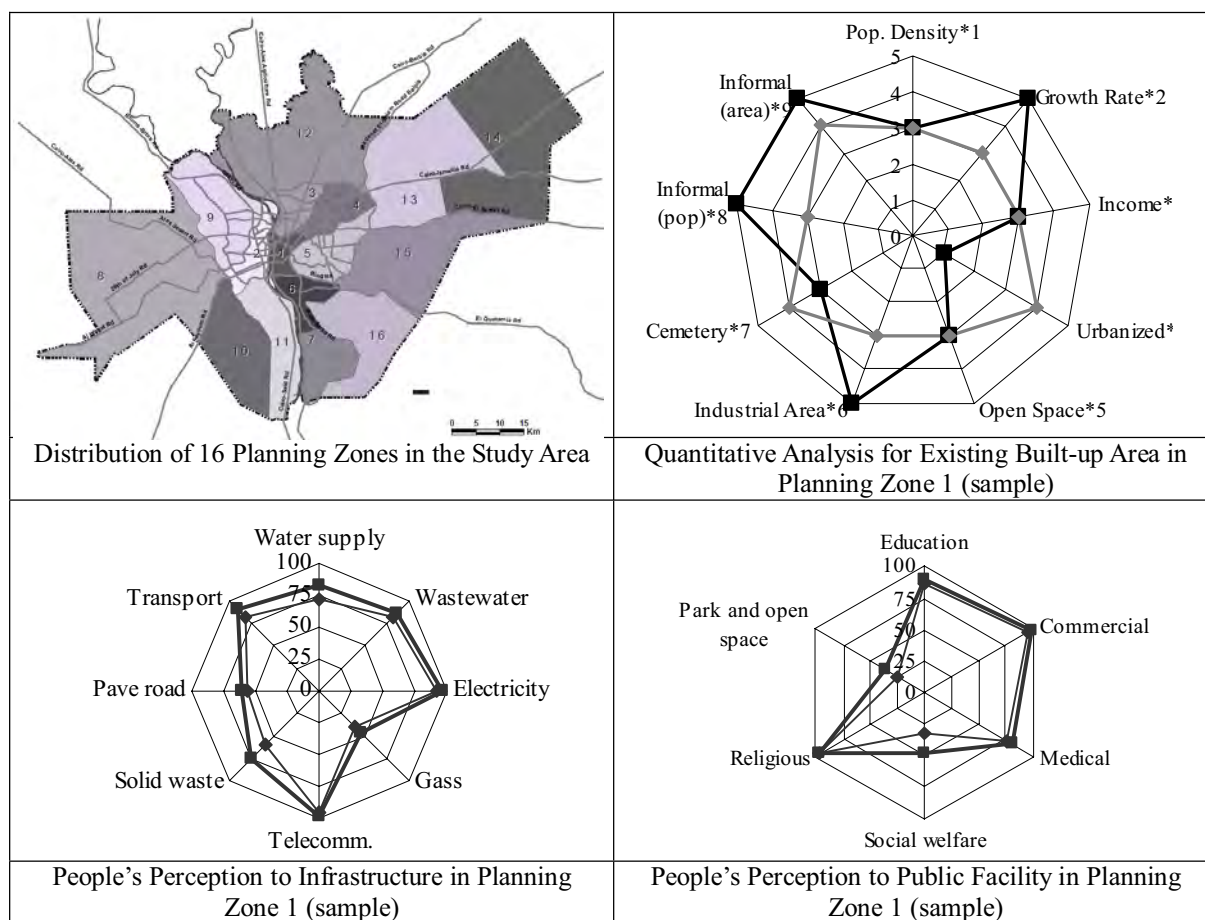 12
14
3
4
13
9
5
15
2
8
6
7
16
10
11
0 5 10 15
Km
Distribution of 16 Planning Zones in the Study Area
Pop. Density*1
5
4
3
2
1
0
Growth Rate*2
Income*
Urbanized*
Open Space*5
Industrial Area*6
Cemetery*7
Informal
(pop)*8
Informal
(area)*9
Quantitative Analysis for Existing Built-up Area in
Planning Zone 1 (sample)
Water supply
100
75
50
25
0
Wastewater
Electricity
Gass
Telecomm.
Solid waste
Pave road
Transport
People’s Perception to Infrastructure in Planning
Zone 1 (sample)
Education
100
75
50
25
0
Commercial
Medical
Social welfare
Religious
Park and open
space
People’s Perception to Public Facility in Planning
Zone 1 (sample)